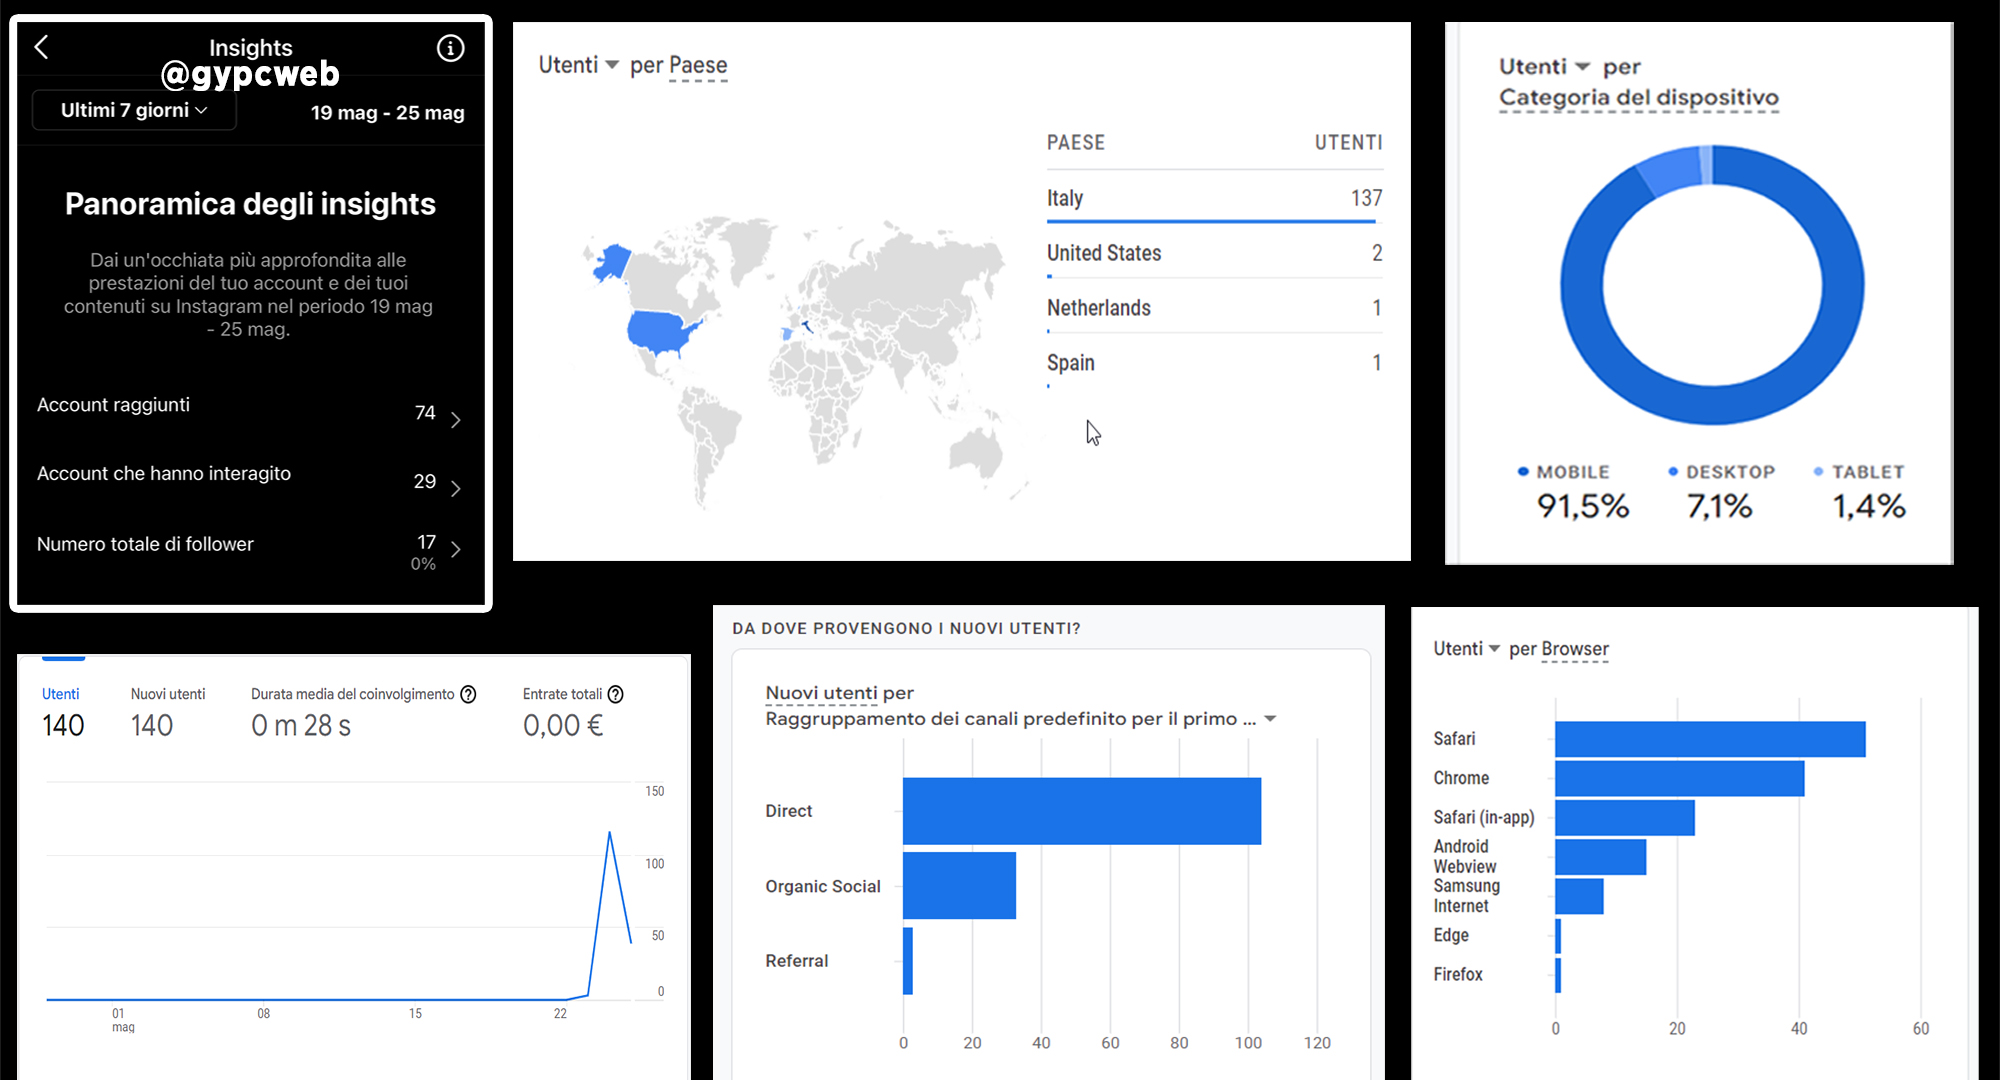 Insights
@gypcweb
Ultimi 7 giorni
19 mag - 25 mag
Panoramica degli insights
Dai un'occhiata più approfondita alle
prestazioni del tuo account e dei tuoi
contenuti su Instagram nel periodo 19 mag
- 25 mag.
Account raggiunti 74
Account che hanno interagito 29
Numero totale di follower 17
0%
Utenti per Paese
PAESE UTENTI
Italy 137
United States 2
Netherlands 1
Spain 1
Utenti per
Categoria del dispositivo
MOBILE DESKTOP TABLET
91,5% 7,1% 1,4%
Utenti Nuovi utenti Durata media del coinvolgimento ? Entrate totali ?
140 140 0 m 28 s 0,00 €
150
100
50
0
01 08 15 22
mag
DA DOVE PROVENGONO I NUOVI UTENTI?
Nuovi utenti per
Raggruppamento dei canali predefinito per il primo ...
Direct
Organic Social
Referral
0 20 40 60 80 100 120
Utenti per Browser
Safari
Chrome
Safari (in-app)
Android
Webview
Samsung
Internet
Edge
Firefox
0 20 40 60